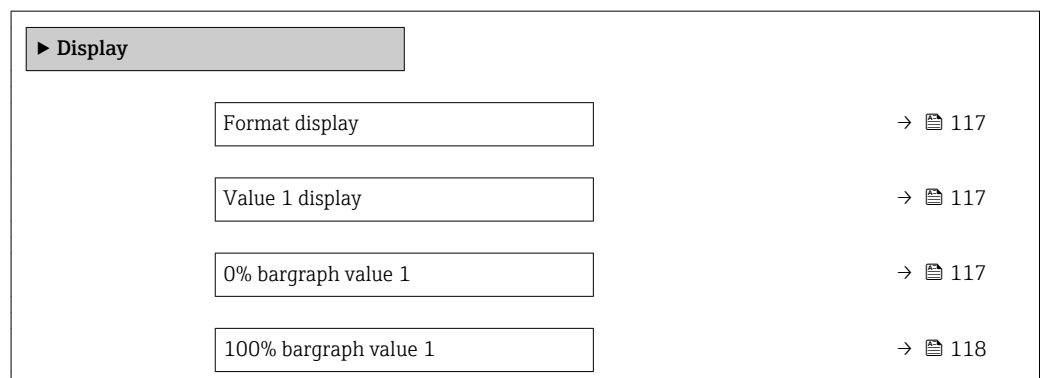 ▶ Display
Format display → 117
Value 1 display → 117
0% bargraph value 1 → 117
100% bargraph value 1 → 118